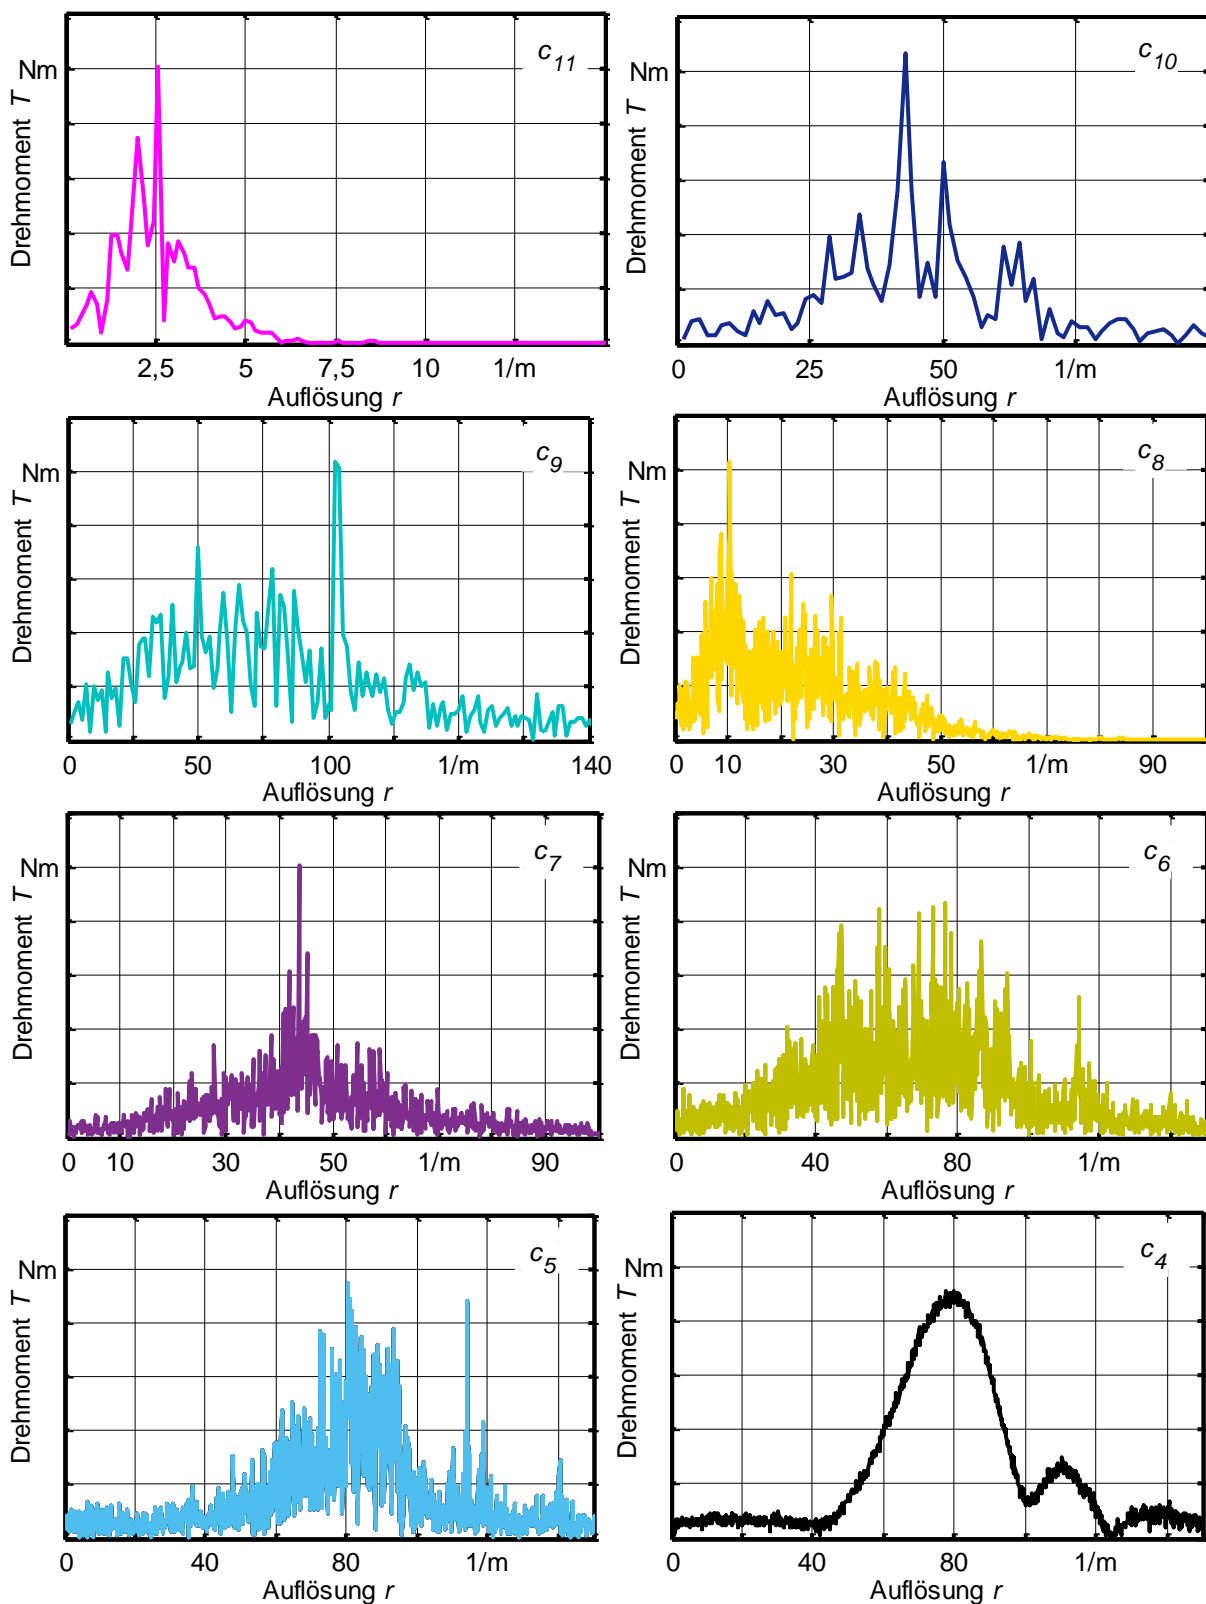 c11
Nm
Drehmoment T
2,5 5 7,5 10 1/m
Auflösung r
c10
Nm
Drehmoment T
0 25 50 1/m
Auflösung r
c9
Nm
Drehmoment T
0 50 100 1/m 140
Auflösung r
c8
Nm
Drehmoment T
0 10 30 50 1/m 90
Auflösung r
c7
Nm
Drehmoment T
0 10 30 50 1/m 90
Auflösung r
c6
Nm
Drehmoment T
0 40 80 1/m
Auflösung r
c5
Nm
Drehmoment T
0 40 80 1/m
Auflösung r
c4
Nm
Drehmoment T
0 40 80 1/m
Auflösung r